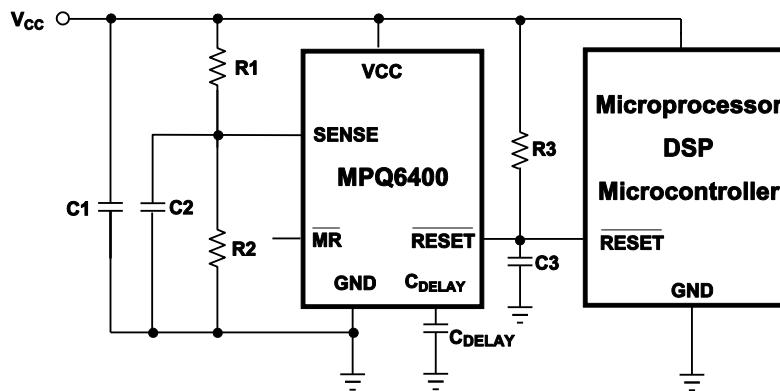 VCC
R1
VCC
SENSE
MPQ6400
MR
RESET
GND
CDELAY
CDELAY
C1
C2
R2
R3
C3
Microprocessor
DSP
Microcontroller
RESET
GND